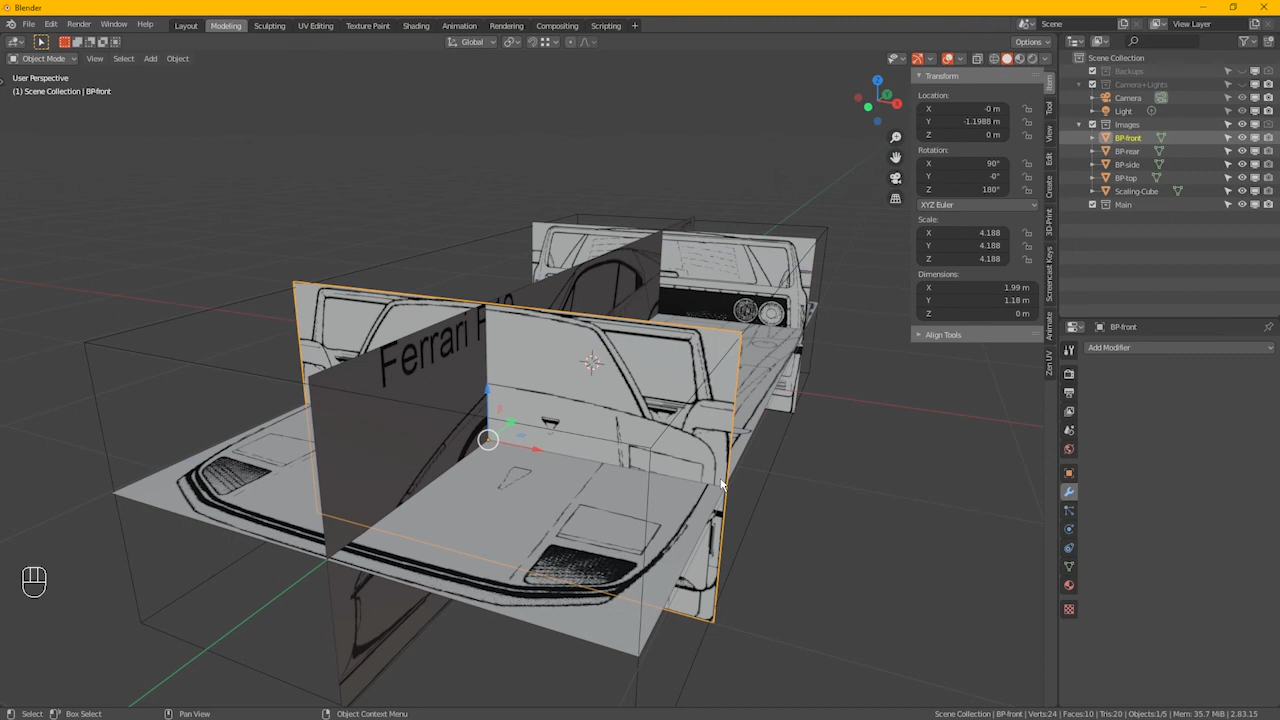 Blender
File Edit Render Window Help Layout Modeling Sculpting UV Editing Texture Paint Shading Animation Rendering Compositing Scripting + Scene View Layer
Global Options
Object Mode View Select Add Object
User Perspective
(1) Scene Collection | BP-front
Z
Y
X
Ferrari F
Transform
Location:
X -0 m
Y -1.1988 m
Z 0 m
Rotation:
X 90°
Y -0°
Z 180°
XYZ Euler
Scale:
X 4.188
Y 4.188
Z 4.188
Dimensions:
X 1.99 m
Y 1.18 m
Z 0 m
Align Tools
Item
Tool
View
Edit
Create
3D-Print
Screencast Keys
Animate
Zen UV
Scene Collection
Backups
Camera+Lights
Camera
Light
Images
BP-front
BP-rear
BP-side
BP-top
Scaling-Cube
Main
BP-front
Add Modifier
Select Box Select Pan View Object Context Menu Scene Collection | BP-front | Verts:24 | Faces:10 | Tris:20 | Objects:1/5 | Mem: 35.7 MiB | 2.83.15